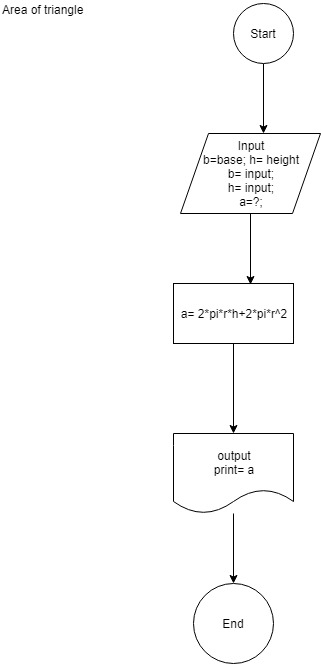 Area of triangle
Start
Input
b=base; h= height
b= input;
h= input;
a=?;
a= 2*pi*r*h+2*pi*r^2
output
print= a
End